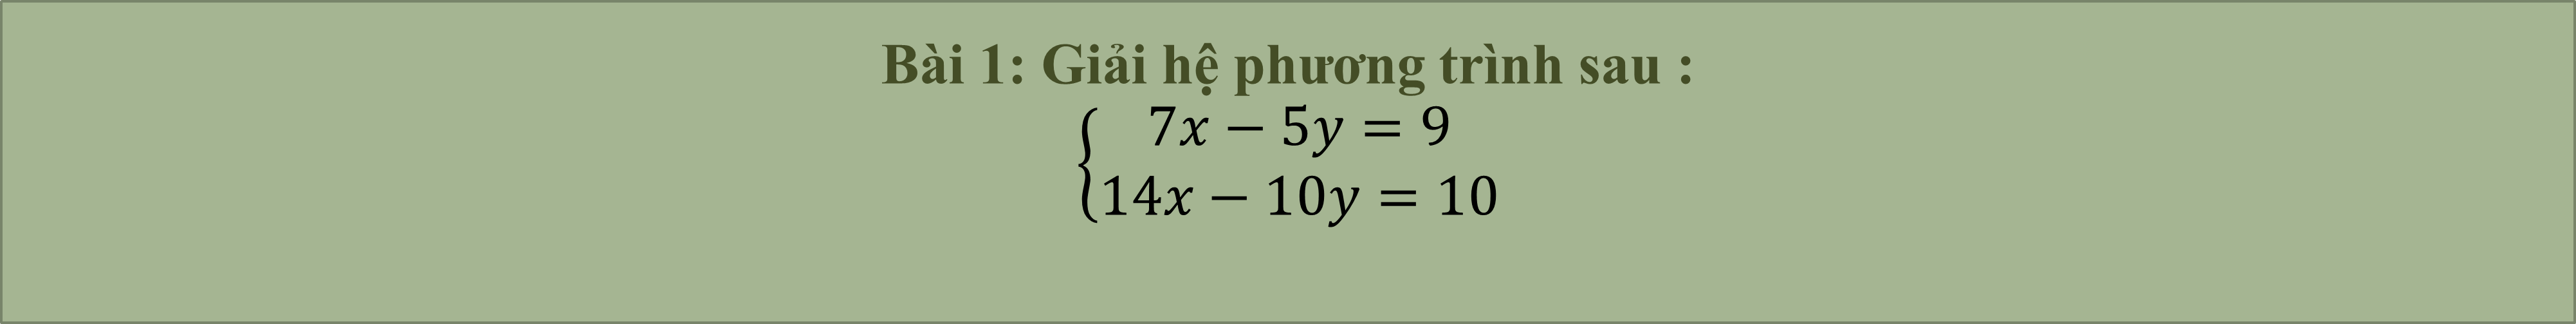 Bài 1: Giải hệ phương trình sau :
7x − 5y = 9
14x − 10y = 10